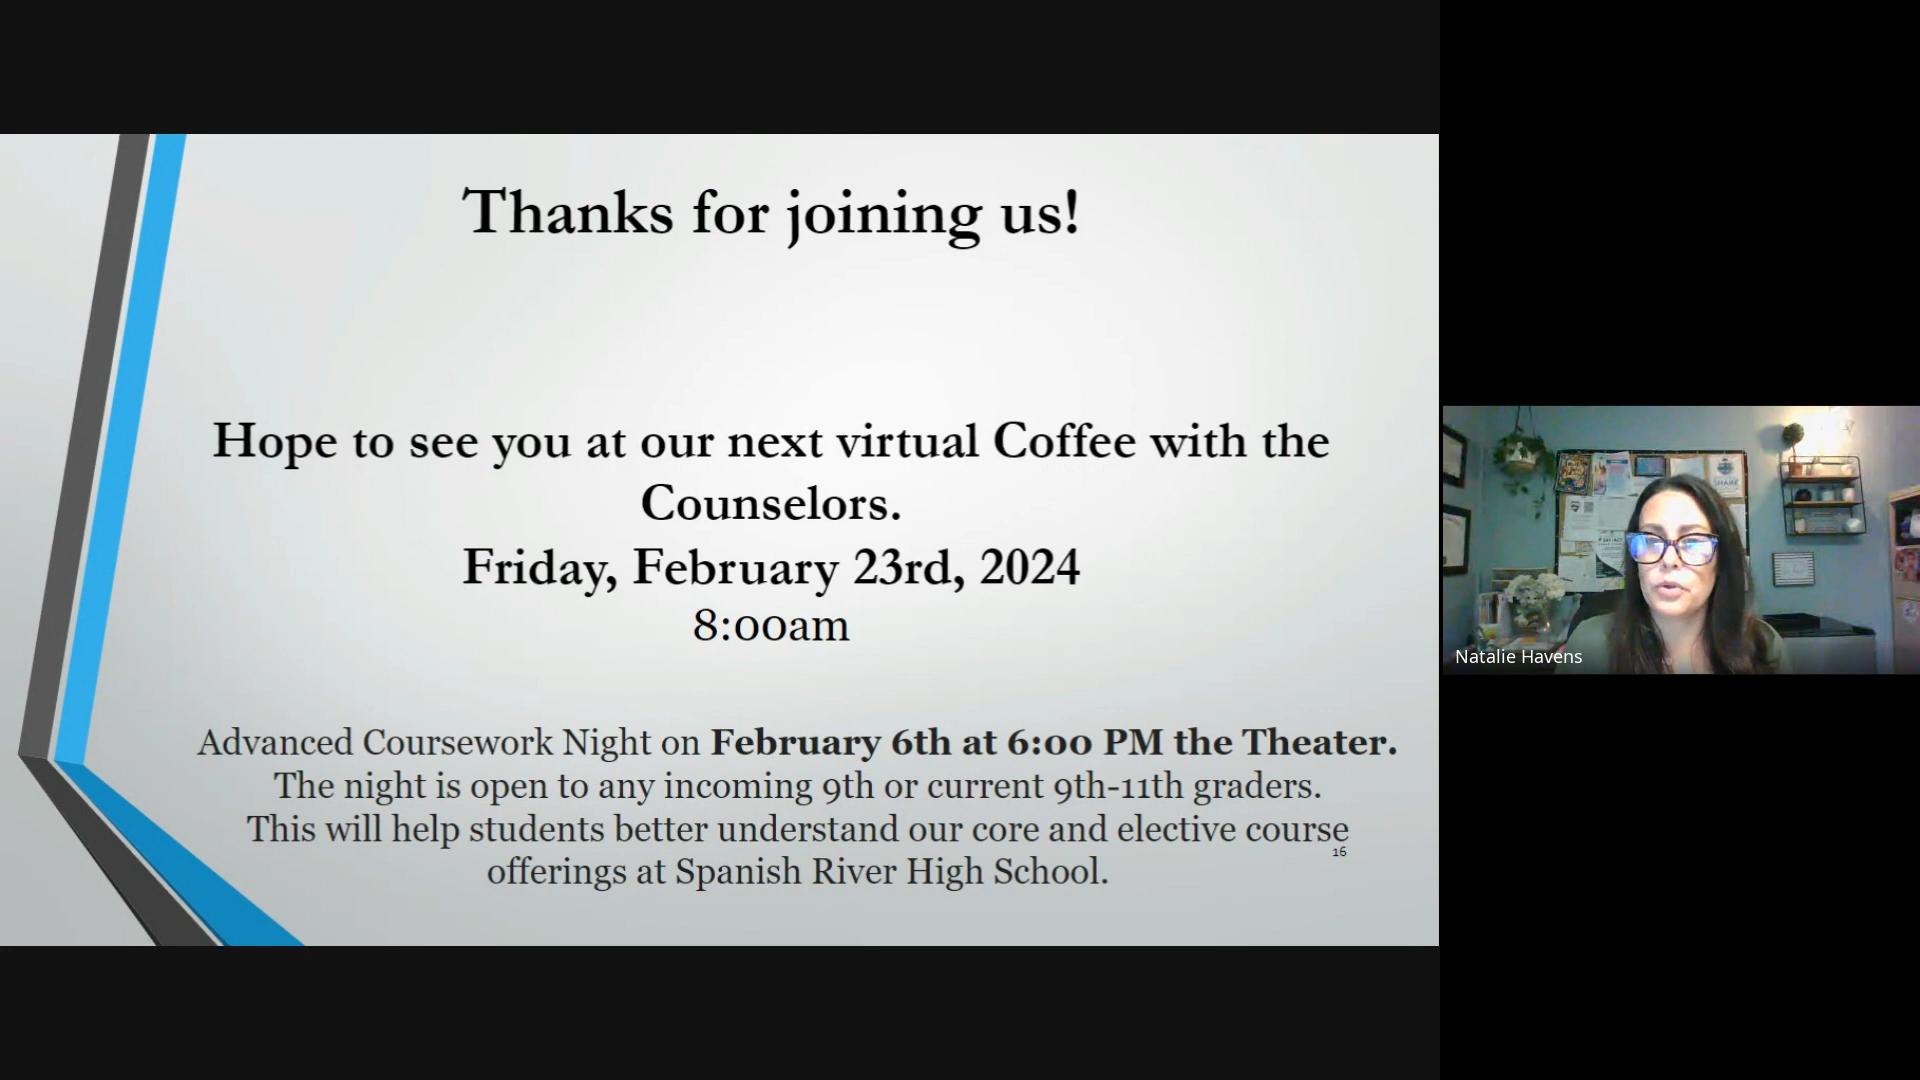 Thanks for joining us!
Hope to see you at our next virtual Coffee with the
Counselors.
Friday, February 23rd, 2024
8:00am
Advanced Coursework Night on February 6th at 6:00 PM the Theater.
The night is open to any incoming 9th or current 9th-11th graders.
This will help students better understand our core and elective course
offerings at Spanish River High School.
16
Natalie Havens